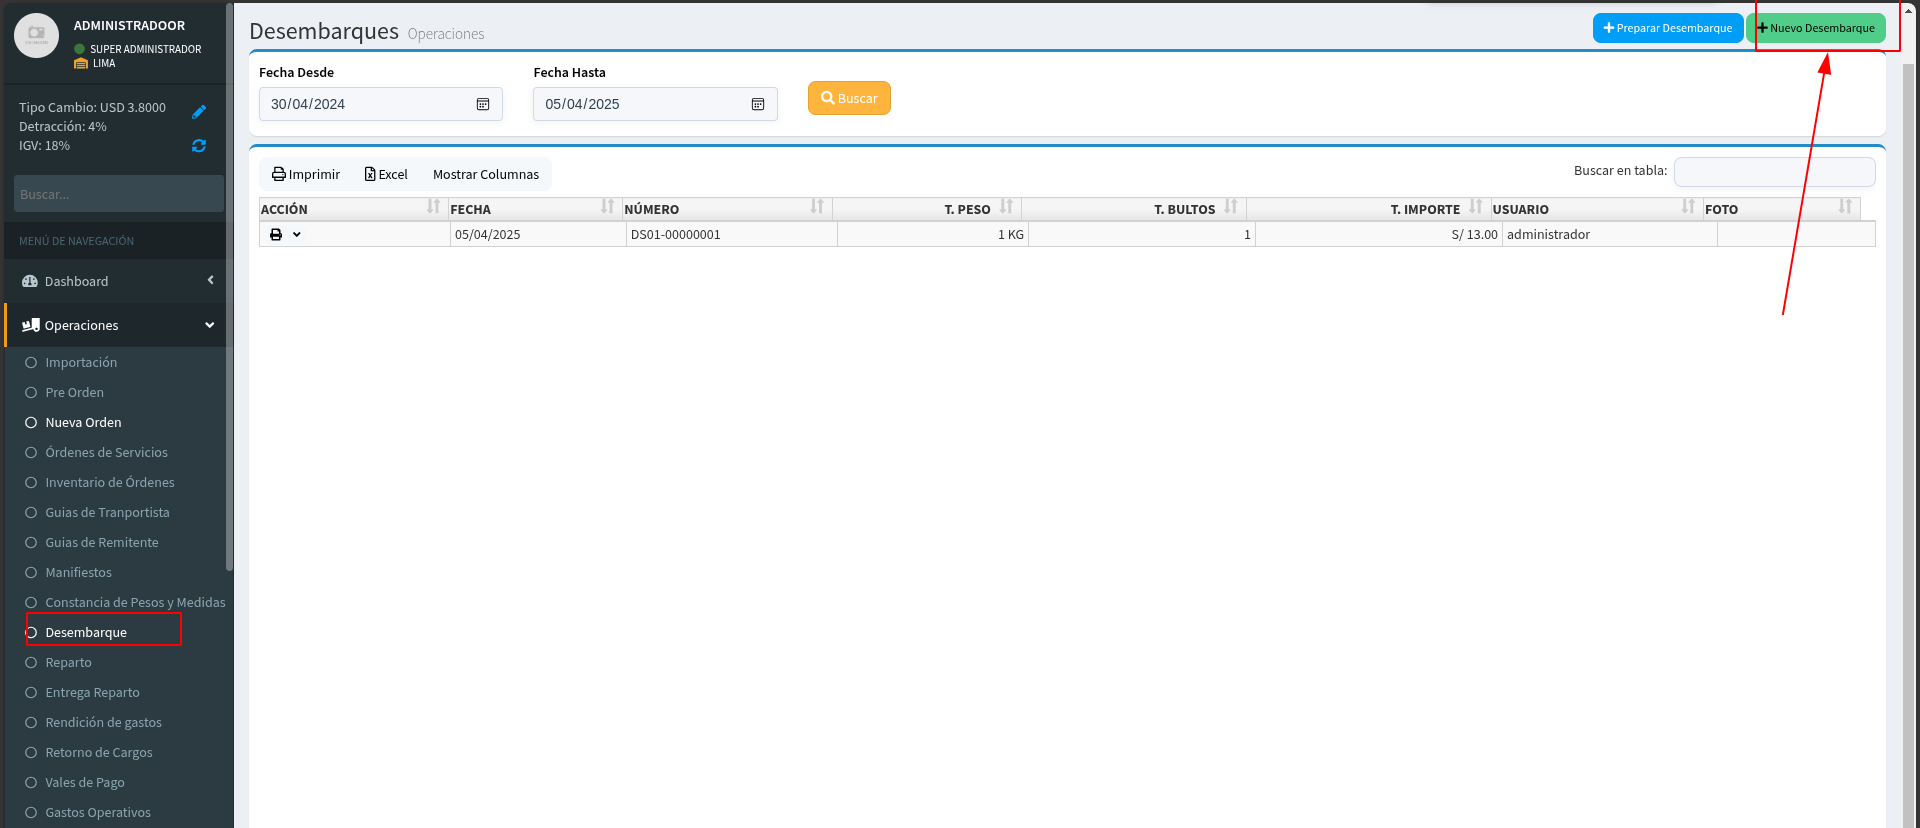 ADMINISTRADOOR
SUPER ADMINISTRADOR
LIMA
Tipo Cambio: USD 3.8000
Detracción: 4%
IGV: 18%
Buscar...
MENÚ DE NAVEGACIÓN
Dashboard
Operaciones
Importación
Pre Orden
Nueva Orden
Órdenes de Servicios
Inventario de Órdenes
Guias de Tranportista
Guias de Remitente
Manifiestos
Constancia de Pesos y Medidas
Desembarque
Reparto
Entrega Reparto
Rendición de gastos
Retorno de Cargos
Vales de Pago
Gastos Operativos
Desembarques Operaciones
Preparar Desembarque Nuevo Desembarque
Fecha Desde Fecha Hasta
30/04/2024 05/04/2025 Buscar
Imprimir Excel Mostrar Columnas Buscar en tabla:
ACCIÓN FECHA NÚMERO T. PESO T. BULTOS T. IMPORTE USUARIO FOTO
05/04/2025 DS01-00000001 1 KG 1 S/ 13.00 administrador